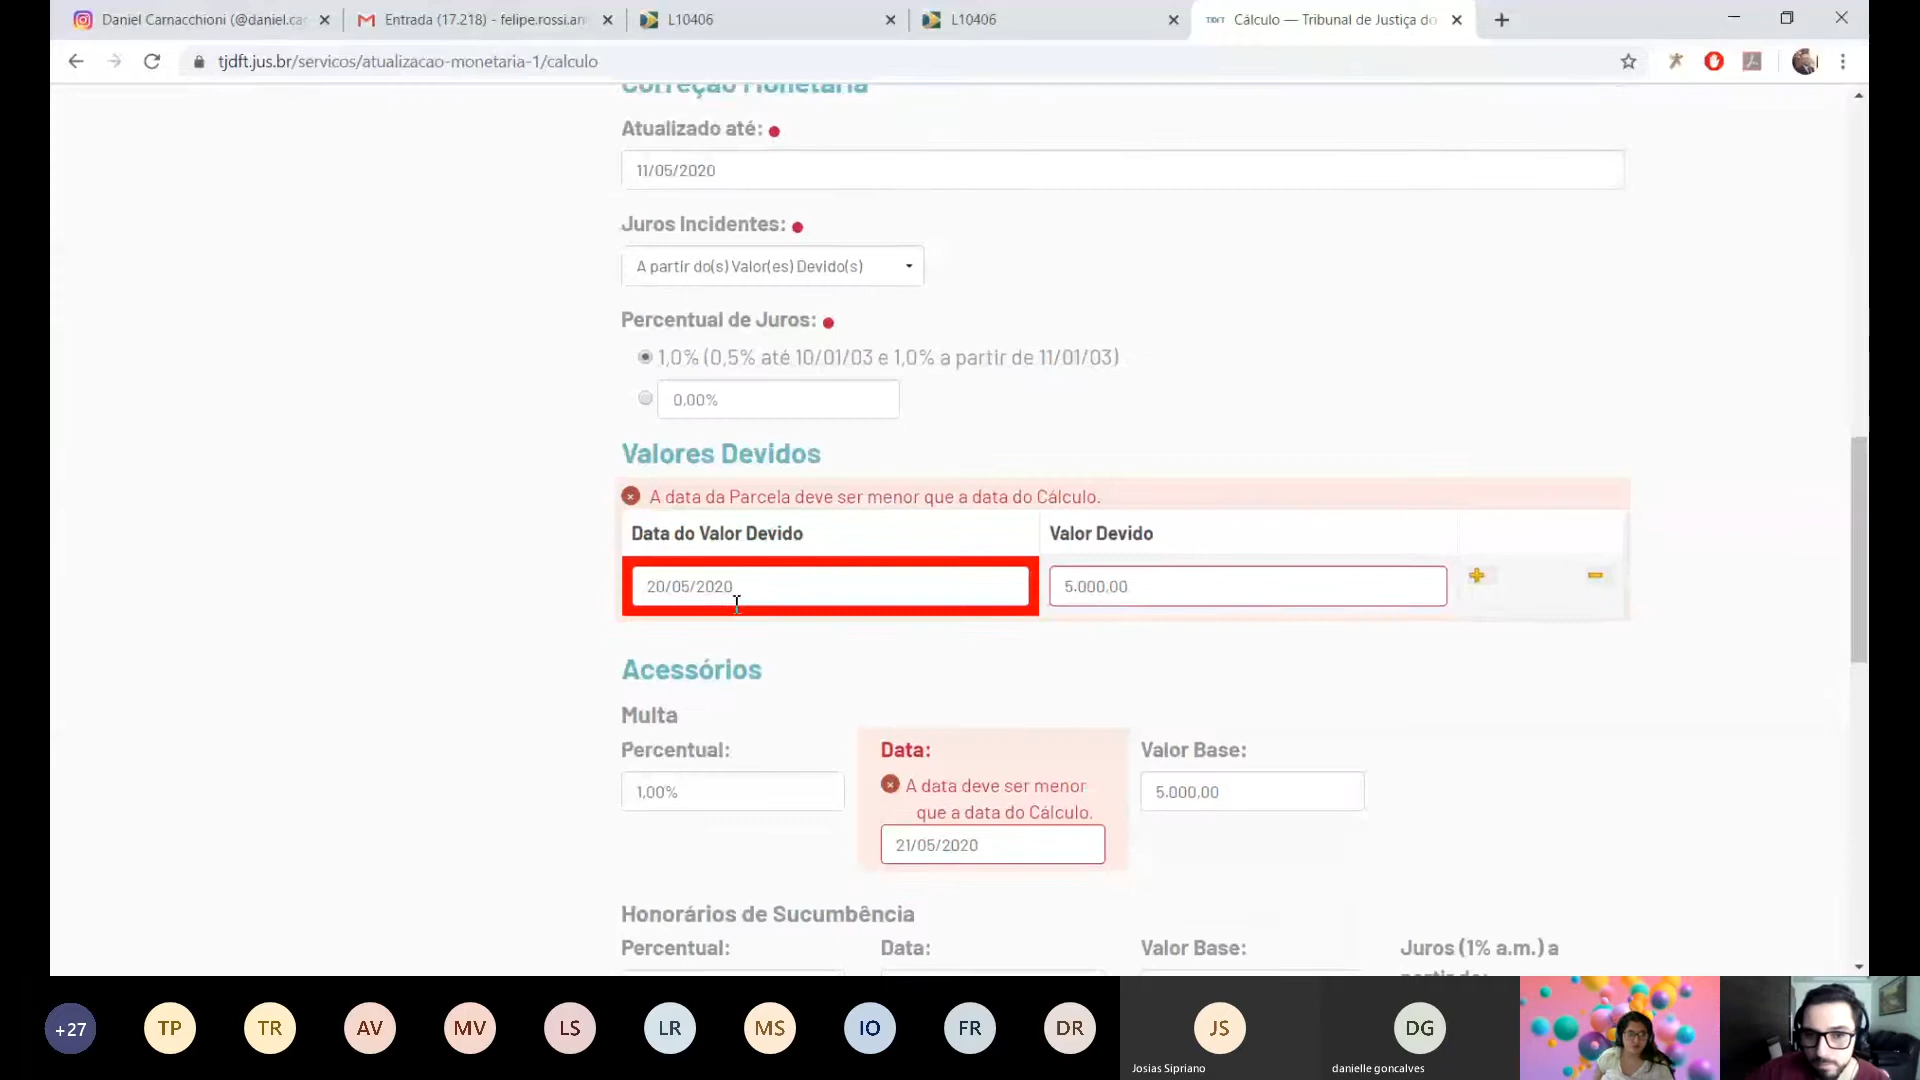 Daniel Carnacchioni (@daniel.ca
Entrada (17.218) - felipe.rossi.an
L10406
L10406
TJDFT
Cálculo — Tribunal de Justiça do
tjdft.jus.br/servicos/atualizacao-monetaria-1/calculo
Correção Monetária
Atualizado até:
11/05/2020
Juros Incidentes:
A partir do(s) Valor(es) Devido(s)
Percentual de Juros:
1,0% (0,5% até 10/01/03 e 1,0% a partir de 11/01/03)
0,00%
Valores Devidos
A data da Parcela deve ser menor que a data do Cálculo.
Data do Valor Devido
Valor Devido
20/05/2020
5.000,00
Acessórios
Multa
Percentual:
Data:
Valor Base:
1,00%
A data deve ser menor
que a data do Cálculo.
5.000,00
21/05/2020
Honorários de Sucumbência
Percentual:
Data:
Valor Base:
Juros (1% a.m.) a
partir de:
+27
TP
TR
AV
MV
LS
LR
MS
IO
FR
DR
JS
DG
Josias Sipriano
danielle goncalves